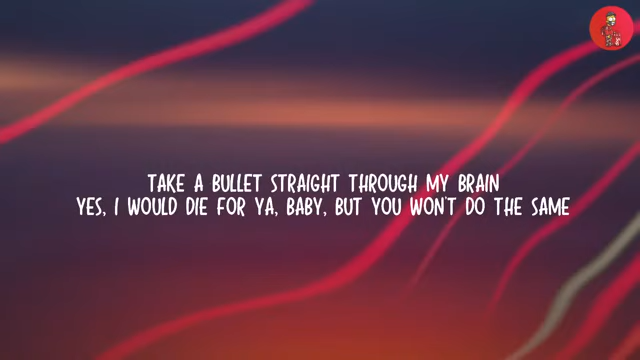 TAKE A BULLET STRAIGHT THROUGH MY BRAIN
YES, I WOULD DIE FOR YA, BABY, BUT YOU WON'T DO THE SAME